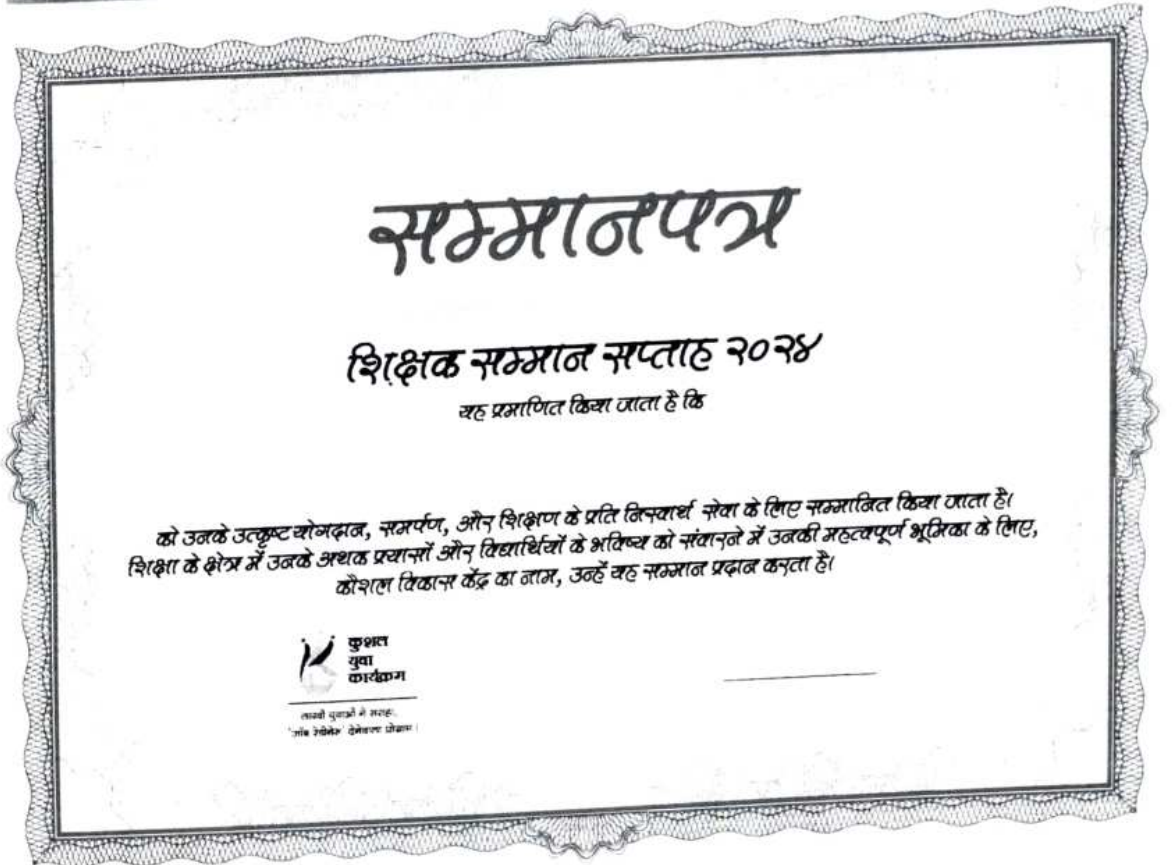 सम्मानपत्र
शिक्षक सम्मान सप्ताह २०२४
यह प्रमाणित किया जाता है कि
को उनके उत्कृष्ट योगदान, समर्पण, और शिक्षण के प्रति निस्वार्थ सेवा के लिए सम्मानित किया जाता है।
शिक्षा के क्षेत्र में उनके अथक प्रयासों और विद्यार्थियों के भविष्य को संवारने में उनकी महत्वपूर्ण भूमिका के लिए,
कौशल विकास केंद्र का नाम, उन्हें यह सम्मान प्रदान करता है।
कुशल
युवा
कार्यक्रम
लाखों युवाओं ने सराहा,